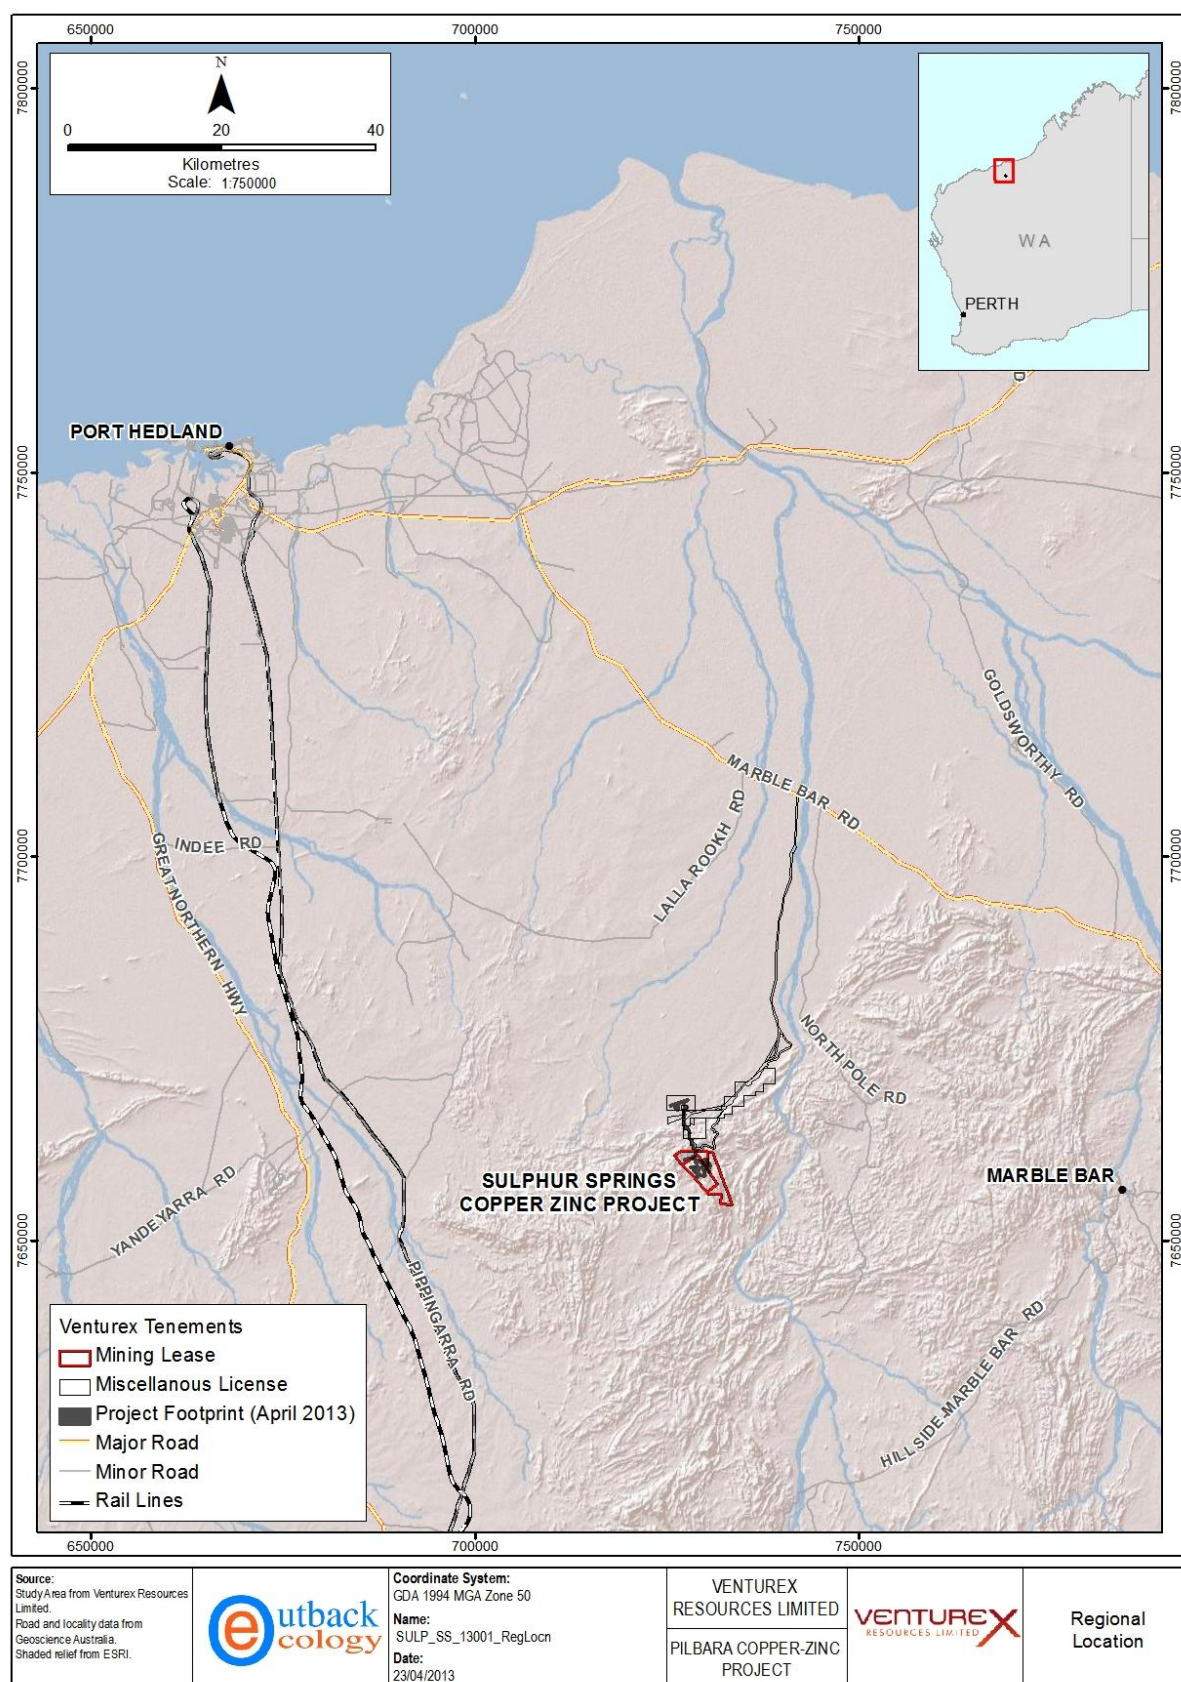 650000
700000
750000
7800000
7800000
N
0
20
40
Kilometres
Scale: 1:750000
WA
PERTH
D
PORT HEDLAND
7750000
7750000
GOLDSWORTHY RD
MARBLE BAR RD
LALLA ROOKH RD
INDEE RD
7700000
7700000
GREAT NORTHERN HWY
NORTH POLE RD
SULPHUR SPRINGS
COPPER ZINC PROJECT
MARBLE BAR
YANDEYARRA RD
7650000
7650000
PIPPINGARRA RD
HILLSIDE-MARBLE BAR RD
Venturex Tenements
Mining Lease
Miscellanous License
Project Footprint (April 2013)
Major Road
Minor Road
Rail Lines
650000
700000
750000
Source:
Study Area from Venturex Resources
Limited.
Road and locality data from
Geoscience Australia.
Shaded relief from ESRI.
eutback
cology
Coordinate System:
GDA 1994 MGA Zone 50
Name:
SULP_SS_13001_RegLocn
Date:
23/04/2013
VENTUREX
RESOURCES LIMITED
PILBARA COPPER-ZINC
PROJECT
VENTUREX
RESOURCES LIMITED
Regional
Location